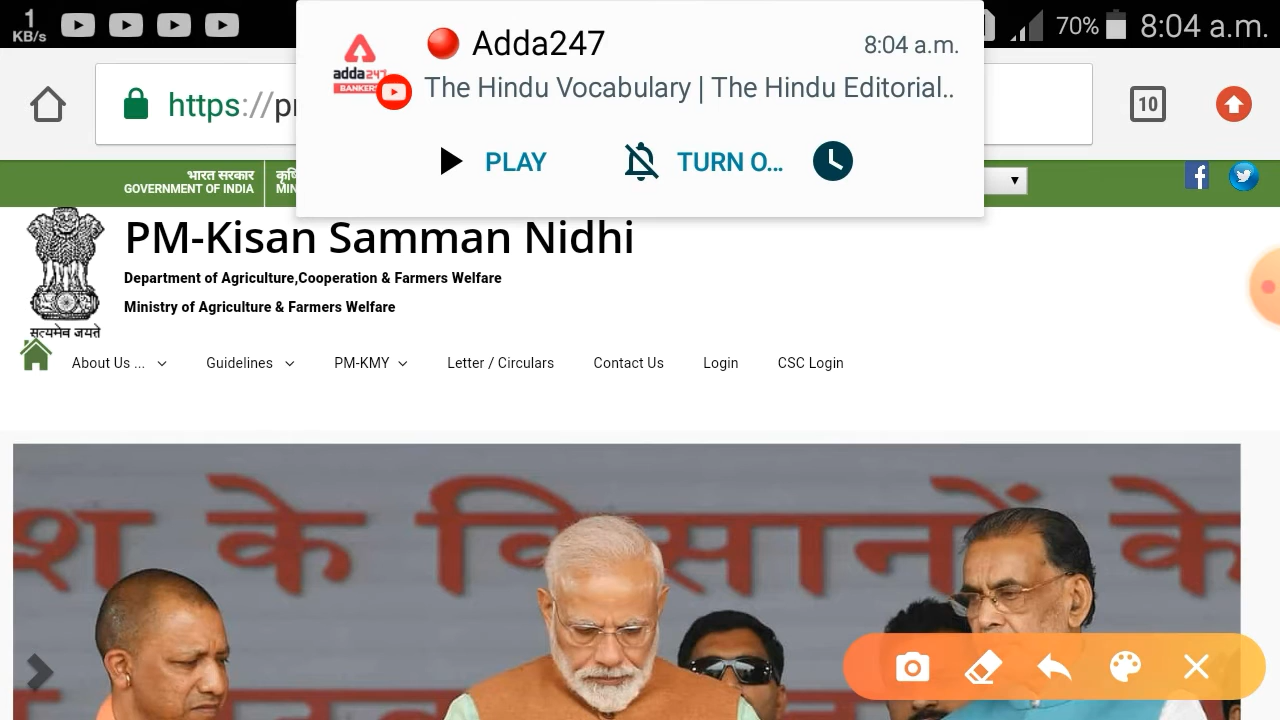 1
KB/s
70%
8:04 a.m.
adda247
BANKERS
Adda247
8:04 a.m.
The Hindu Vocabulary | The Hindu Editorial..
PLAY
TURN O...
https://pr
10
भारत सरकार
GOVERNMENT OF INDIA
कृषि
MIN
PM-Kisan Samman Nidhi
Department of Agriculture,Cooperation & Farmers Welfare
Ministry of Agriculture & Farmers Welfare
सत्यमेव जयते
About Us ...
Guidelines
PM-KMY
Letter / Circulars
Contact Us
Login
CSC Login
श के किसानों के